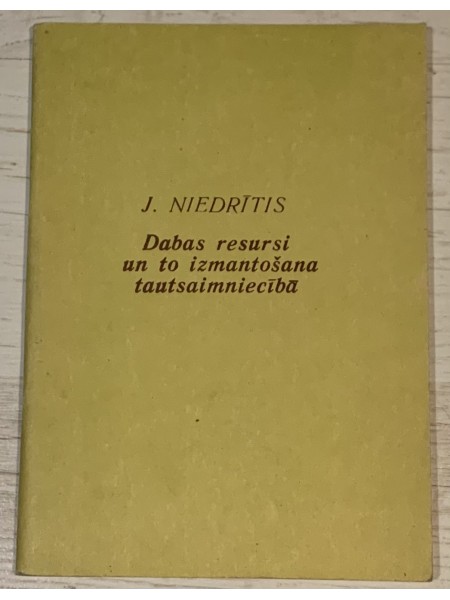 J. NIEDRĪTIS
Dabas resursi
un to izmantošana
tautsaimniecībā